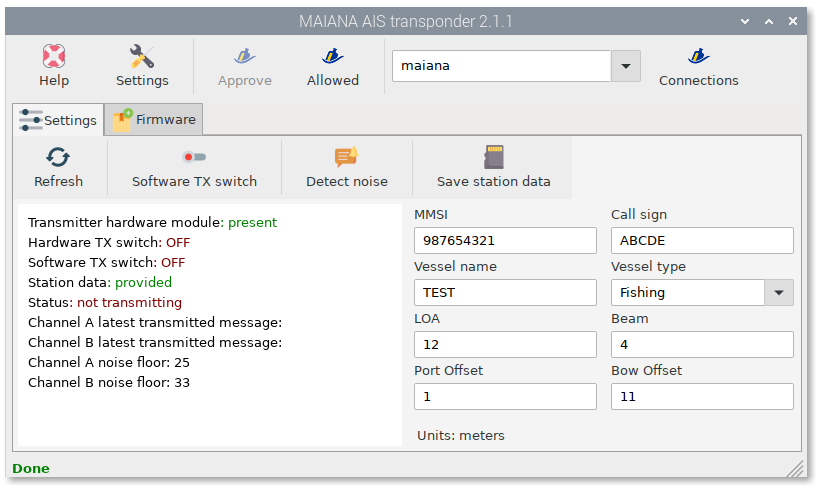 MAIANA AIS transponder 2.1.1
Help
Settings
Approve
Allowed
maiana
Connections
Settings
Firmware
Refresh
Software TX switch
Detect noise
Save station data
Transmitter hardware module: present
Hardware TX switch: OFF
Software TX switch: OFF
Station data: provided
Status: not transmitting
Channel A latest transmitted message:
Channel B latest transmitted message:
Channel A noise floor: 25
Channel B noise floor: 33
MMSI
Call sign
987654321
ABCDE
Vessel name
Vessel type
TEST
Fishing
LOA
Beam
12
4
Port Offset
Bow Offset
1
11
Units: meters
Done